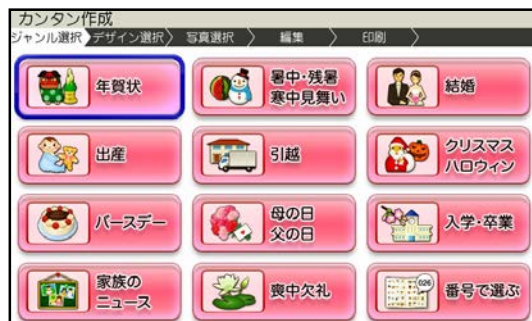 カンタン作成
ジャンル選択 デザイン選択 写真選択 編集 印刷
年賀状
暑中・残暑
寒中見舞い
結婚
出産
引越
クリスマス
ハロウィン
バースデー
母の日
父の日
入学・卒業
家族の
ニュース
喪中欠礼
026
番号で選ぶ